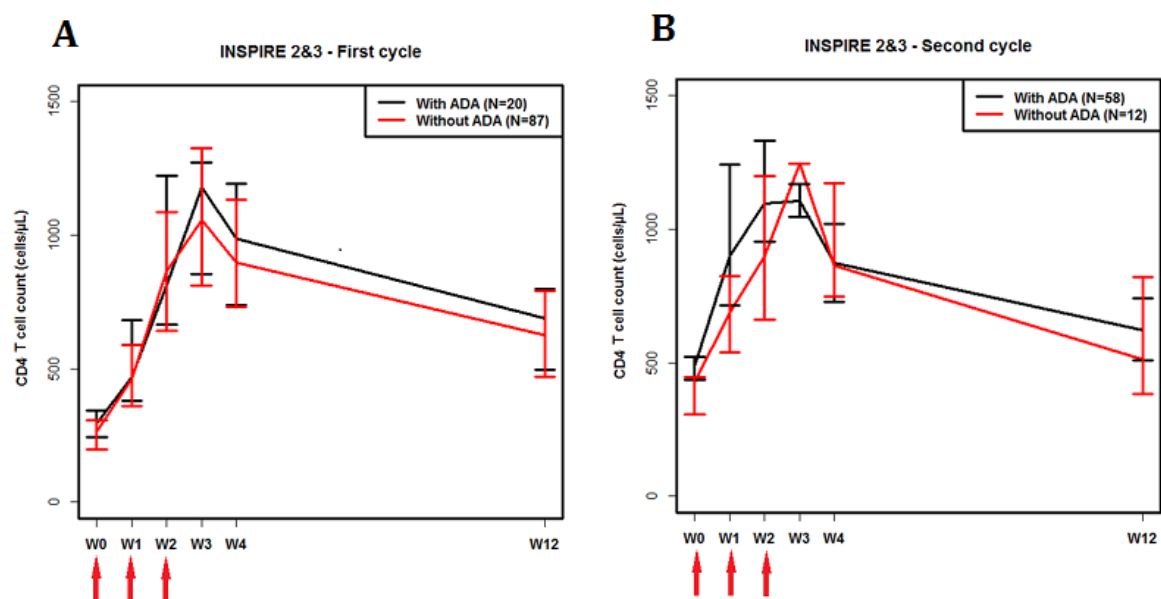 A
INSPIRE 2&3 - First cycle
With ADA (N=20)
Without ADA (N=87)
CD4 T cell count (cells/μL)
1500
1000
500
0
W0 W1 W2 W3 W4 W12
B
INSPIRE 2&3 - Second cycle
With ADA (N=58)
Without ADA (N=12)
CD4 T cell count (cells/μL)
1500
1000
500
0
W0 W1 W2 W3 W4 W12